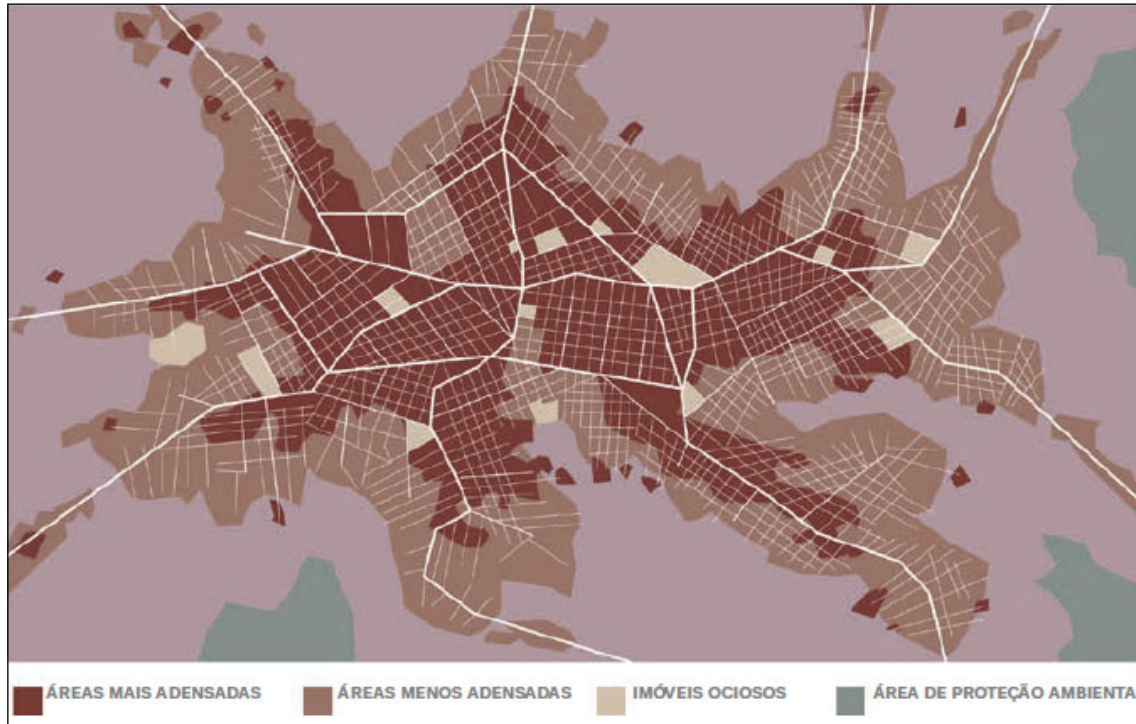 ÁREAS MAIS ADENSADAS
ÁREAS MENOS ADENSADAS
IMÓVEIS OCIOSOS
ÁREA DE PROTEÇÃO AMBIENTA